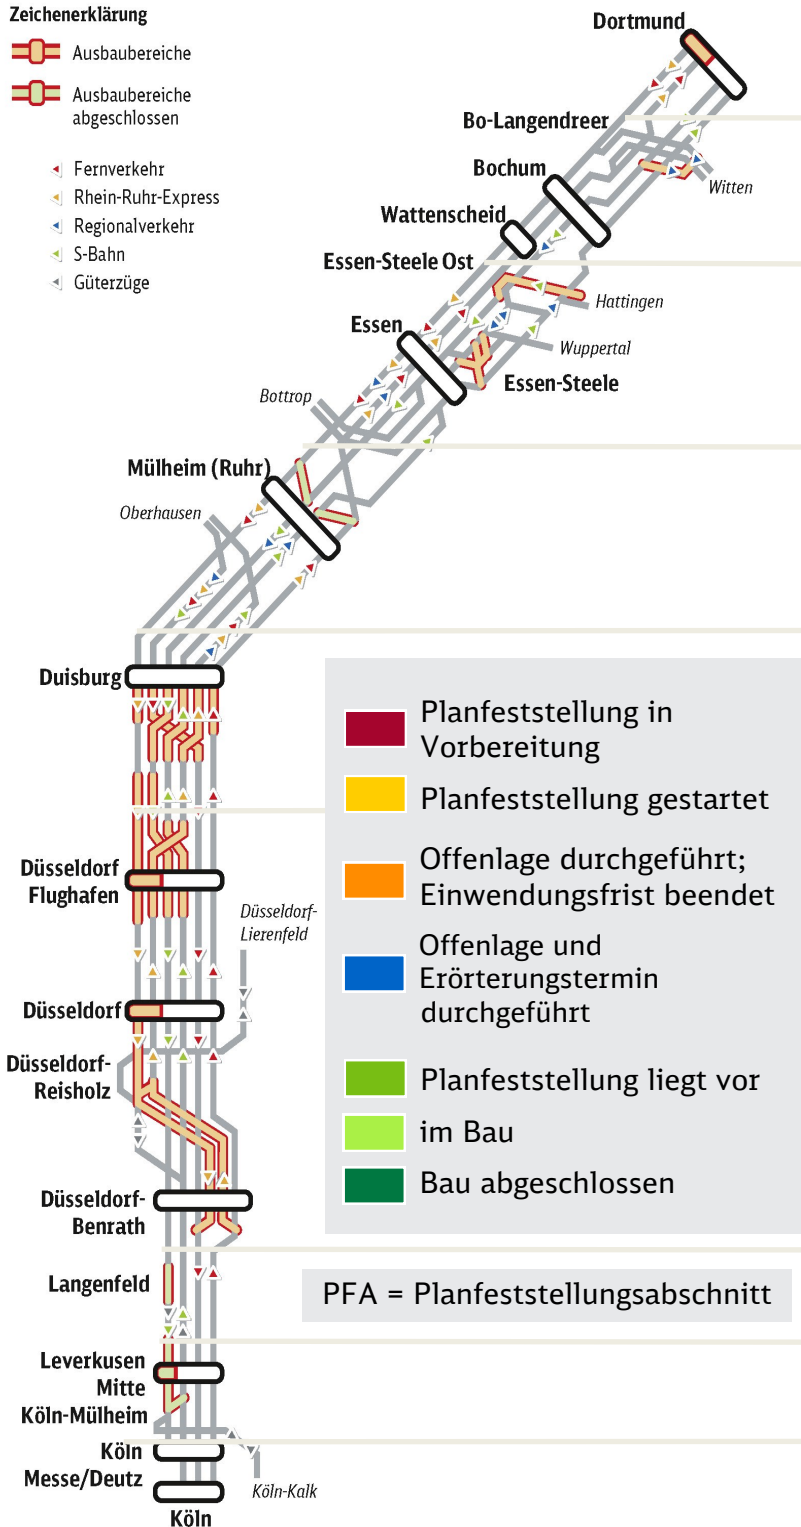 Zeichenerklärung
Ausbaubereiche
Ausbaubereiche
abgeschlossen
Fernverkehr
Rhein-Ruhr-Express
Regionalverkehr
S-Bahn
Güterzüge
Dortmund
Bo-Langendreer
Bochum
Witten
Wattenscheid
Essen-Steele Ost
Hattingen
Essen
Wuppertal
Essen-Steele
Bottrop
Mülheim (Ruhr)
Oberhausen
Duisburg
Düsseldorf
Flughafen
Düsseldorf-
Lierenfeld
Düsseldorf
Düsseldorf-
Reisholz
Düsseldorf-
Benrath
Langenfeld
Leverkusen
Mitte
Köln-Mülheim
Köln
Messe/Deutz
Köln-Kalk
Köln
Planfeststellung in
Vorbereitung
Planfeststellung gestartet
Offenlage durchgeführt;
Einwendungsfrist beendet
Offenlage und
Erörterungstermin
durchgeführt
Planfeststellung liegt vor
im Bau
Bau abgeschlossen
PFA = Planfeststellungsabschnitt